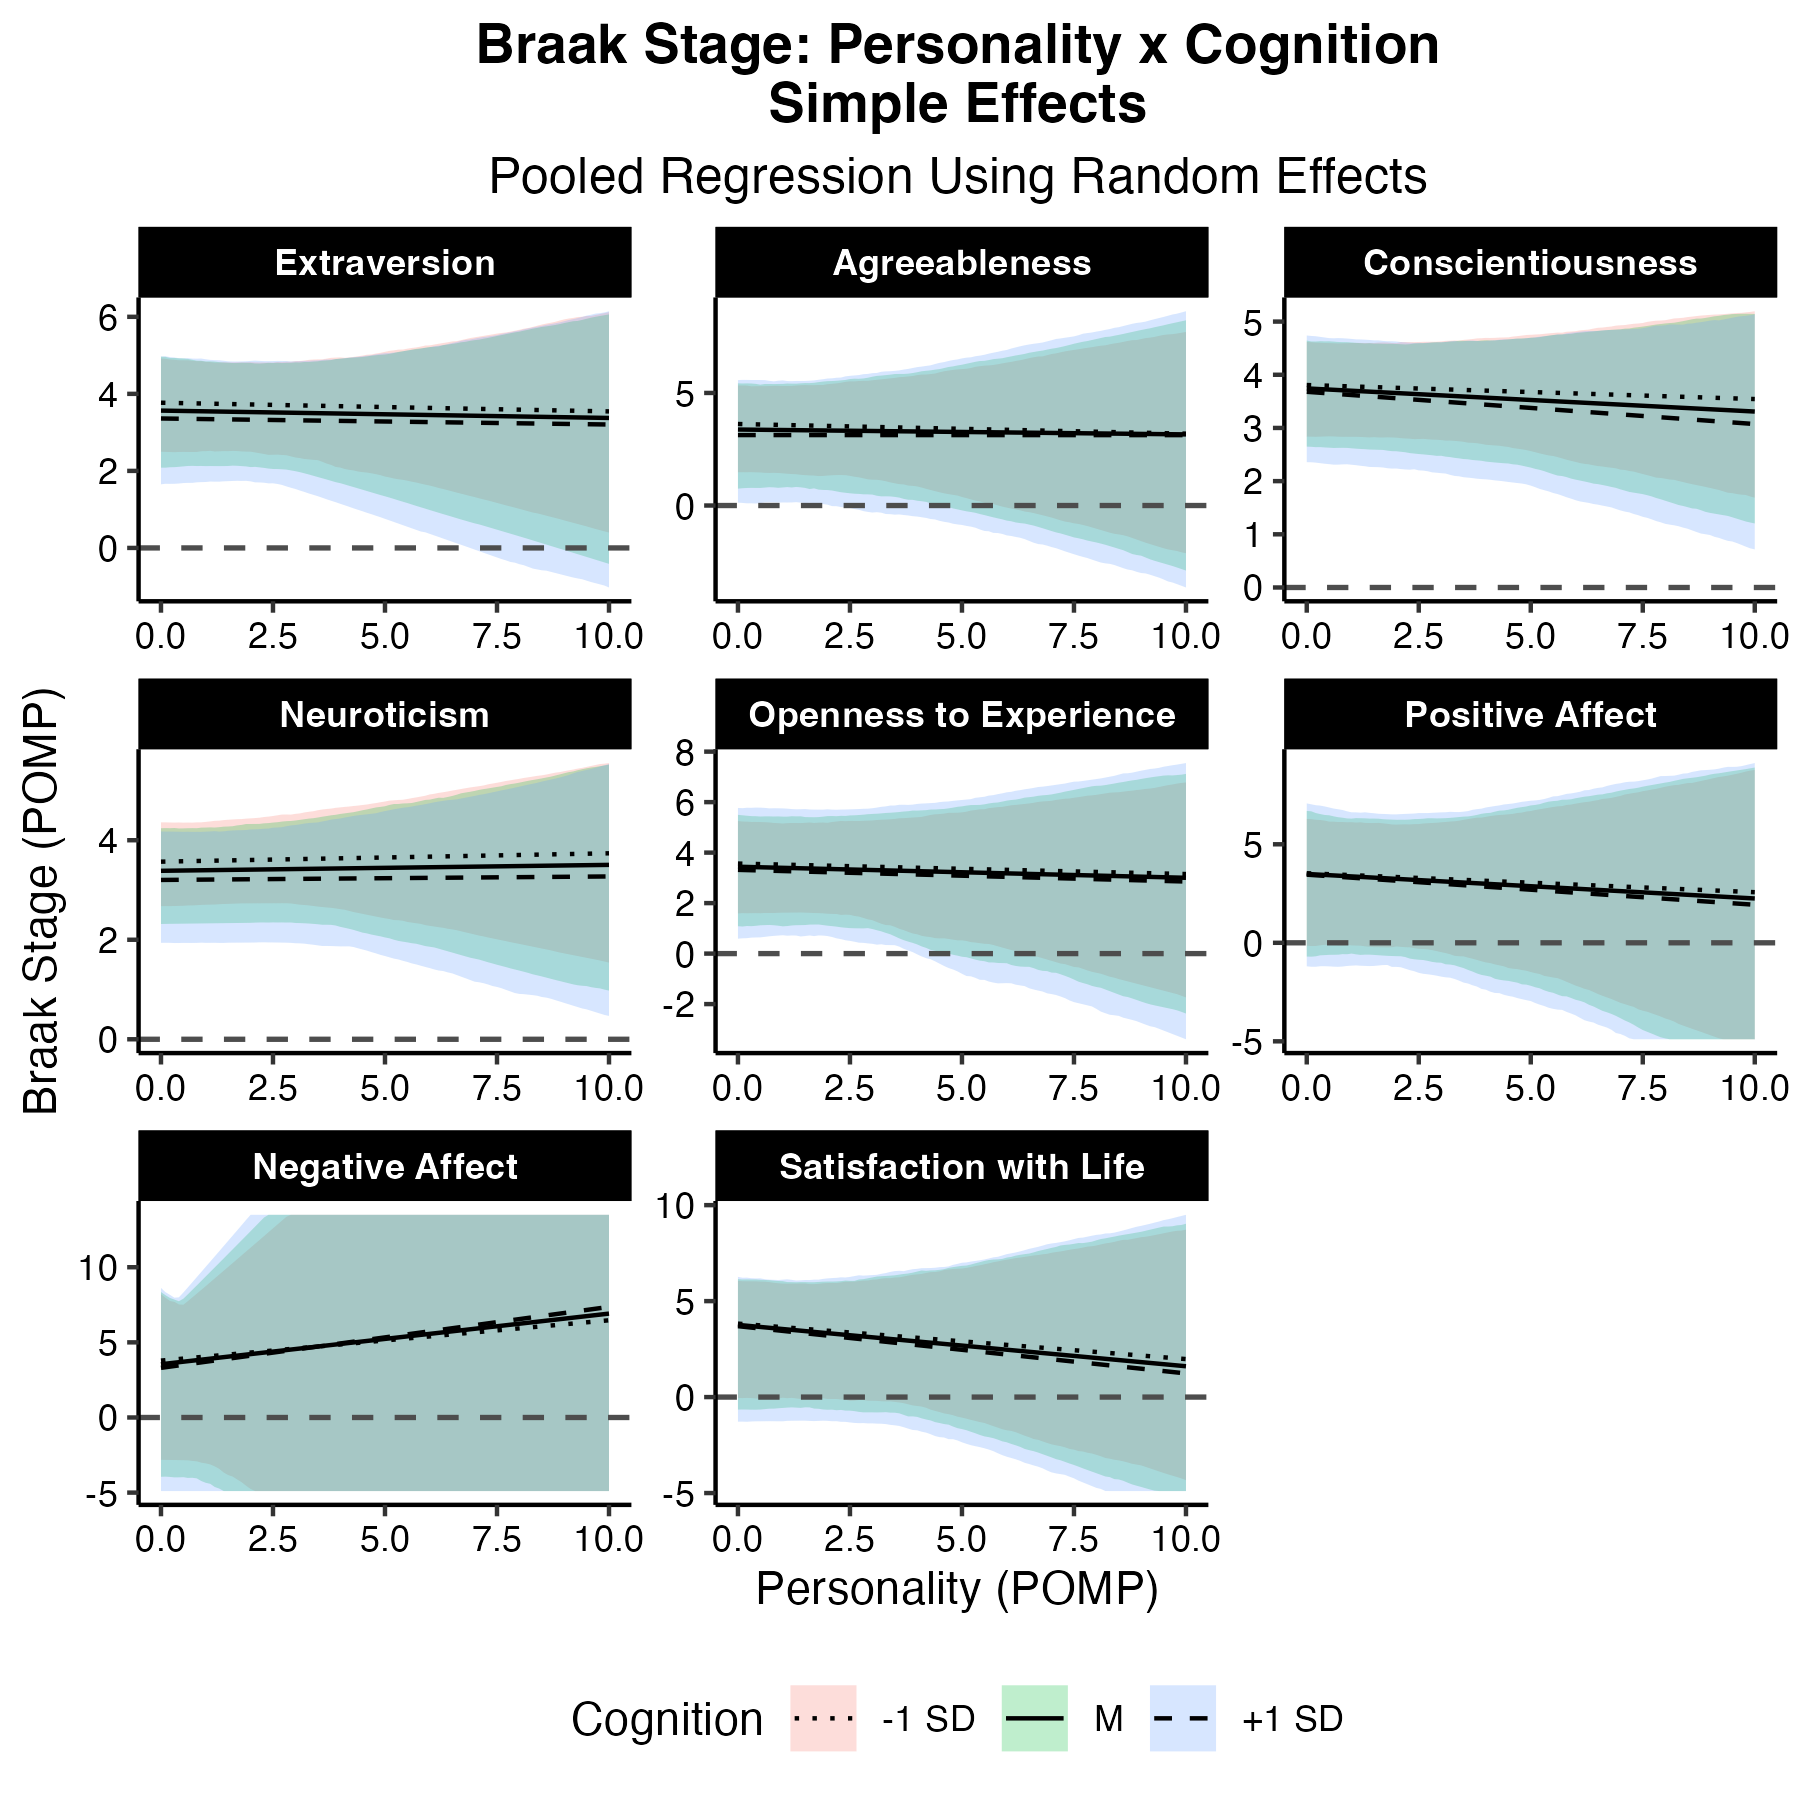 Braak Stage: Personality x Cognition
Simple Effects
Pooled Regression Using Random Effects
Extraversion
Agreeableness
Conscientiousness
6
4
2
0
5
0
5
4
3
2
1
0
0.0 2.5 5.0 7.5 10.0
0.0 2.5 5.0 7.5 10.0
0.0 2.5 5.0 7.5 10.0
Braak Stage (POMP)
Neuroticism
Openness to Experience
Positive Affect
4
2
0
8
6
4
2
0
-2
5
0
-5
0.0 2.5 5.0 7.5 10.0
0.0 2.5 5.0 7.5 10.0
0.0 2.5 5.0 7.5 10.0
Negative Affect
Satisfaction with Life
10
5
0
-5
10
5
0
-5
0.0 2.5 5.0 7.5 10.0
0.0 2.5 5.0 7.5 10.0
Personality (POMP)
Cognition -1 SD M +1 SD